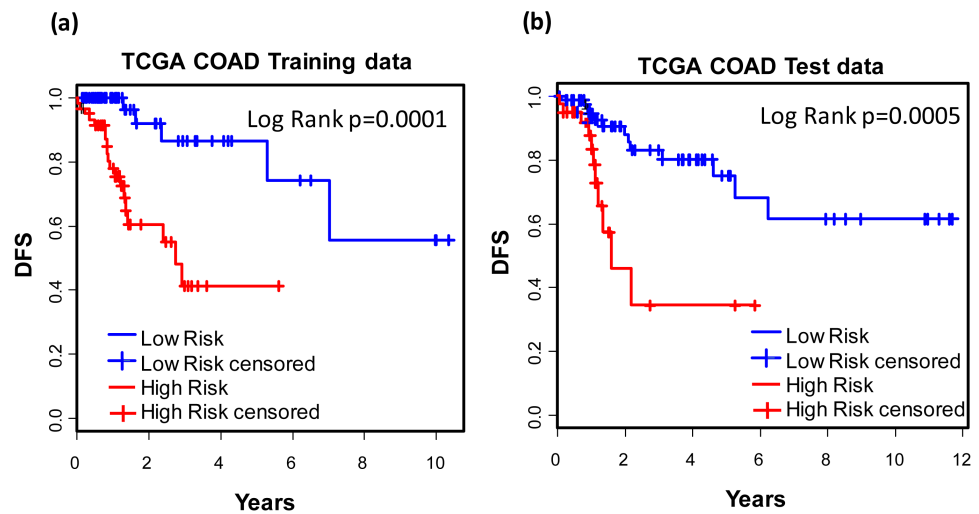 (a)
TCGA COAD Training data
Log Rank p=0.0001
DFS
1.0
0.8
0.6
0.4
0.2
0.0
Low Risk
Low Risk censored
High Risk
High Risk censored
0 2 4 6 8 10
Years
(b)
TCGA COAD Test data
Log Rank p=0.0005
DFS
1.0
0.8
0.6
0.4
0.2
0.0
Low Risk
Low Risk censored
High Risk
High Risk censored
0 2 4 6 8 10 12
Years